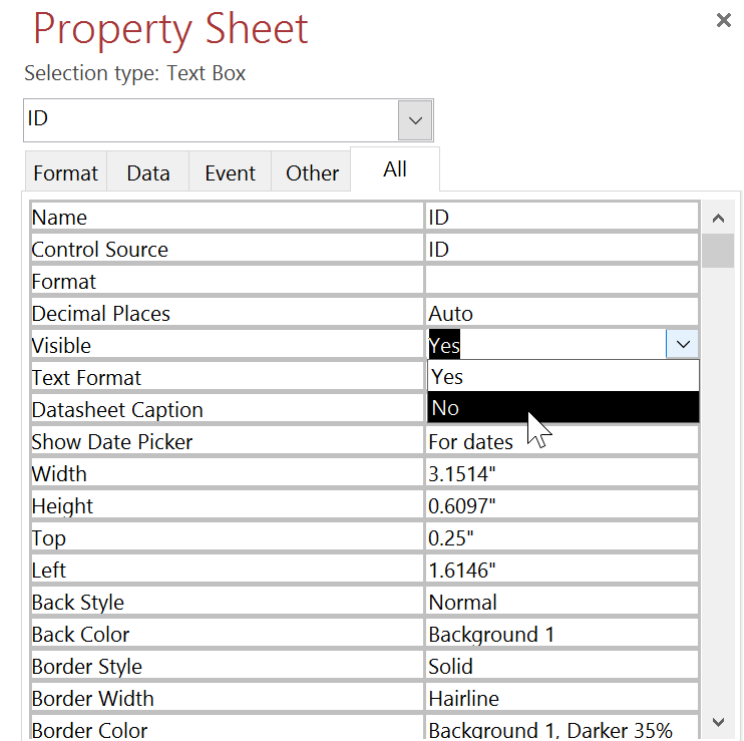 Property Sheet
Selection type: Text Box
ID
Format Data Event Other All
Name ID
Control Source ID
Format
Decimal Places Auto
Visible Yes
Text Format Yes
Datasheet Caption No
Show Date Picker For dates
Width 3.1514"
Height 0.6097"
Top 0.25"
Left 1.6146"
Back Style Normal
Back Color Background 1
Border Style Solid
Border Width Hairline
Border Color Background 1, Darker 35%